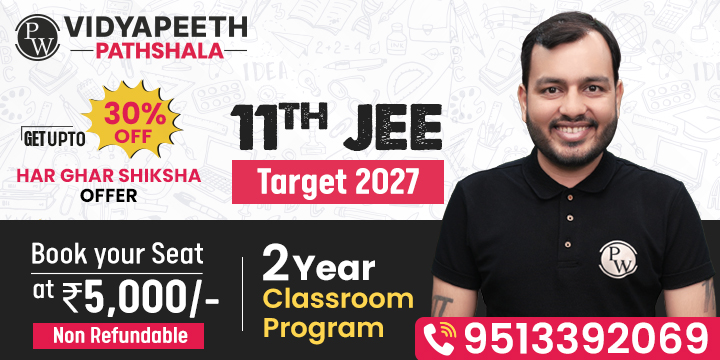 PW
VIDYAPEETH
PATHSHALA
GET UPTO
30%
OFF
HAR GHAR SHIKSHA
OFFER
11TH JEE
Target 2027
Book your Seat
at ₹5,000/-
Non Refundable
2 Year
Classroom
Program
PW
9513392069